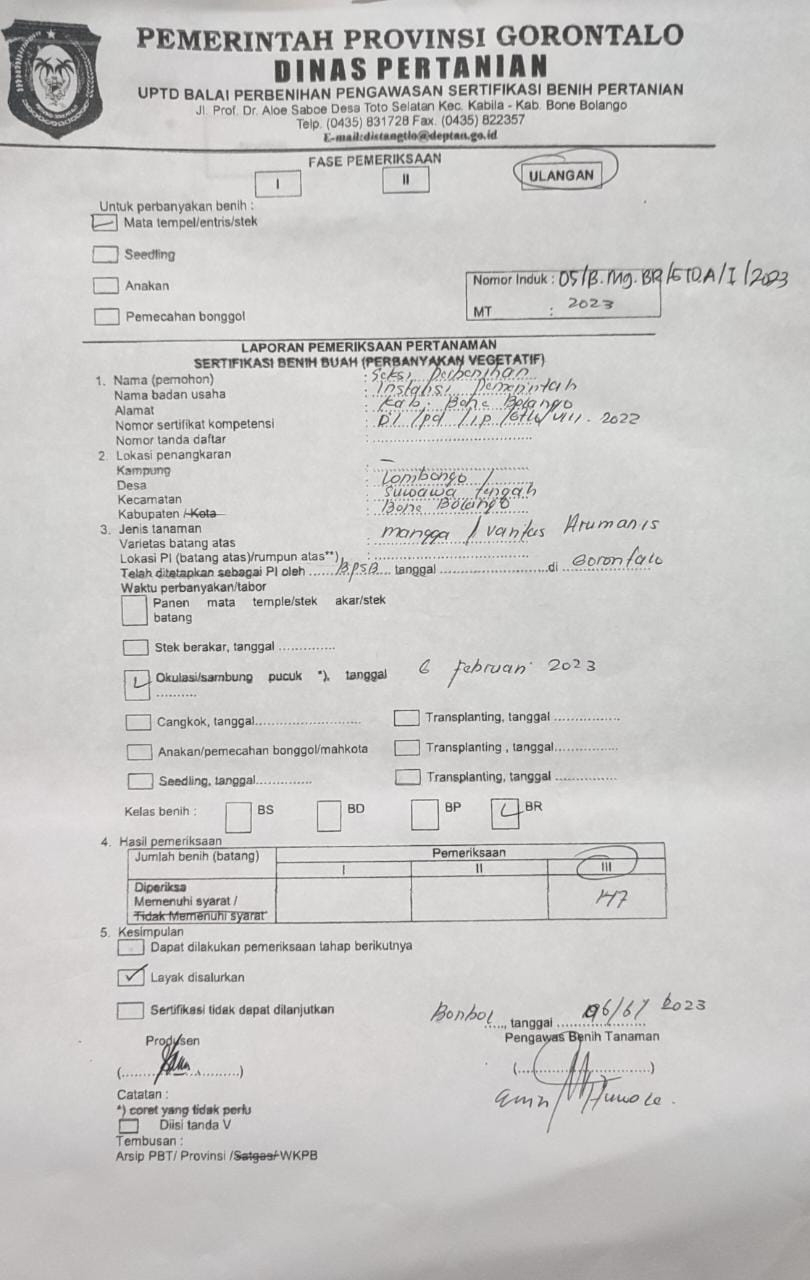 PEMERINTAH PROVINSI GORONTALO
DINAS PERTANIAN
UPTD BALAI PERBENIHAN PENGAWASAN SERTIFIKASI BENIH PERTANIAN
Jl. Prof. Dr. Aloe Saboe Desa Toto Selatan Kec. Kabila - Kab. Bone Bolango
Telp. (0435) 831728 Fax. (0435) 822357
E-mail:distangtlo@deptan.go.id
FASE PEMERIKSAAN
I II ULANGAN
Untuk perbanyakan benih :
Mata tempel/entris/stek
Seedling
Anakan
Nomor Induk : 05/B.Mg.BR/
/I/2023
Pemecahan bonggol
MT : 2023
LAPORAN PEMERIKSAAN PERTANAMAN
SERTIFIKASI BENIH BUAH (PERBANYAKAN VEGETATIF)
1. Nama (pemohon) : Seksi Perbenihan
Nama badan usaha : Instalasi Pemerintah
Alamat : Kab. Bone Bolango
Nomor sertifikat kompetensi : /VIII. 2022
Nomor tanda daftar : ..............................
2. Lokasi penangkaran
Kampung : –
Desa : Lombongo
Kecamatan : Suwawa Tengah
Kabupaten /Kota : Bone Bolango
3. Jenis tanaman : mangga / varitas Arumanis
Varietas batang atas
Lokasi PI (batang atas)/rumpun atas**) : ..............................
Telah ditetapkan sebagai PI oleh ......BPSB.... tanggal ........................di Gorontalo
Waktu perbanyakan/tabor
Panen mata temple/stek akar/stek
batang
Stek berakar, tanggal ..............
Okulasi/sambung pucuk *), tanggal 6 Februari 2023
..........
Cangkok, tanggal.......................... Transplanting, tanggal ................
Anakan/pemecahan bonggol/mahkota Transplanting , tanggal................
Seedling, tanggal.............. Transplanting, tanggal ...............
Kelas benih : BS BD BP BR
4. Hasil pemeriksaan
Jumlah benih (batang) Pemeriksaan
I II III
Diperiksa
Memenuhi syarat / 147
Tidak Memenuhi syarat
5. Kesimpulan
Dapat dilakukan pemeriksaan tahap berikutnya
Layak disalurkan
Sertifikasi tidak dapat dilanjutkan
Bonbol ....., tanggal 2023
Produsen Pengawas Benih Tanaman
(........................) (..............................)
Catatan :
*) coret yang tidak perlu
Diisi tanda V
Tembusan :
Arsip PBT/ Provinsi /Satgas/ WKPB